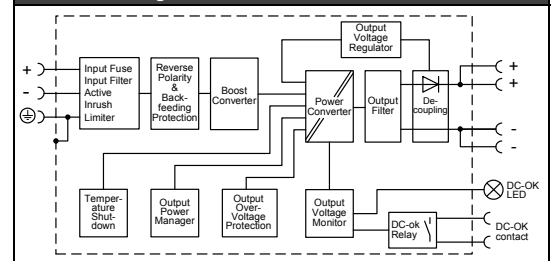 Output
Voltage
Regulator
+
-
Input Fuse
Input Filter
Active
Inrush
Limiter
Reverse
Polarity
&
Back-
feeding
Protection
Boost
Converter
Power
Converter
Output
Filter
De-
coupling
+
+
-
-
Temper-
ature
Shut-
down
Output
Power
Manager
Output
Over-
Voltage
Protection
Output
Voltage
Monitor
DC-ok
Relay
DC-OK
LED
DC-OK
contact